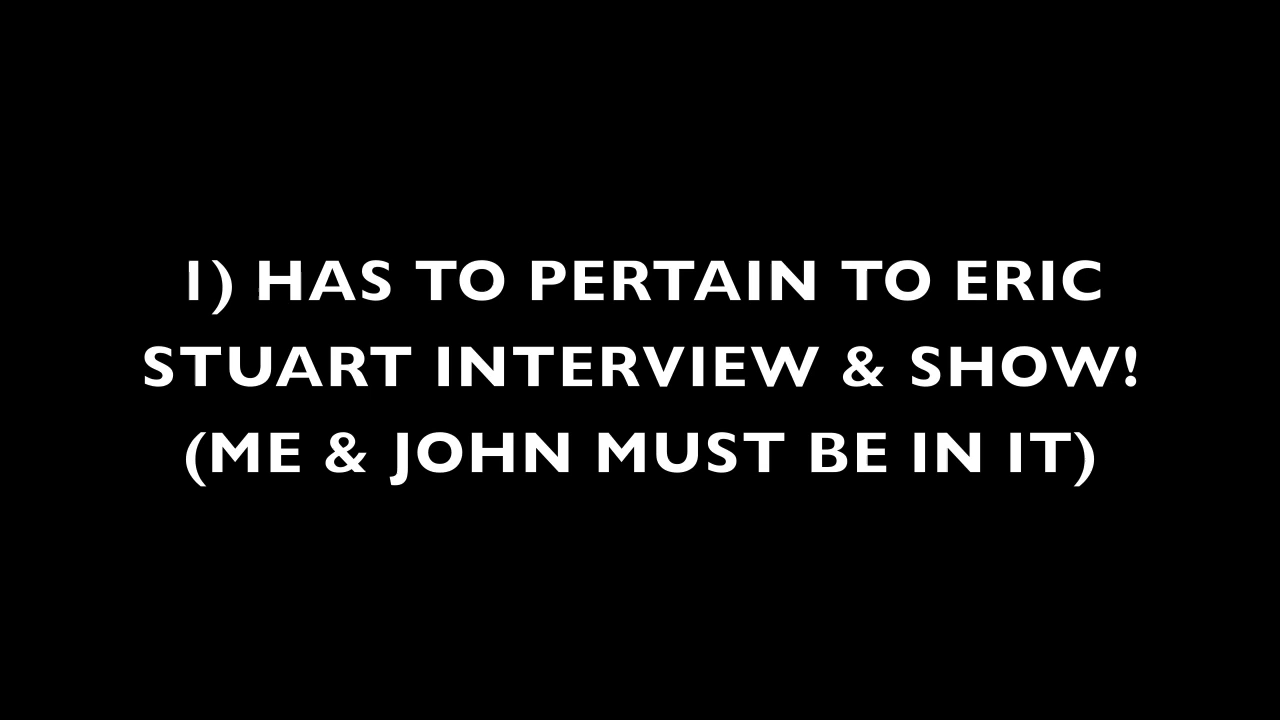 1) HAS TO PERTAIN TO ERIC
STUART INTERVIEW & SHOW!
(ME & JOHN MUST BE IN IT)